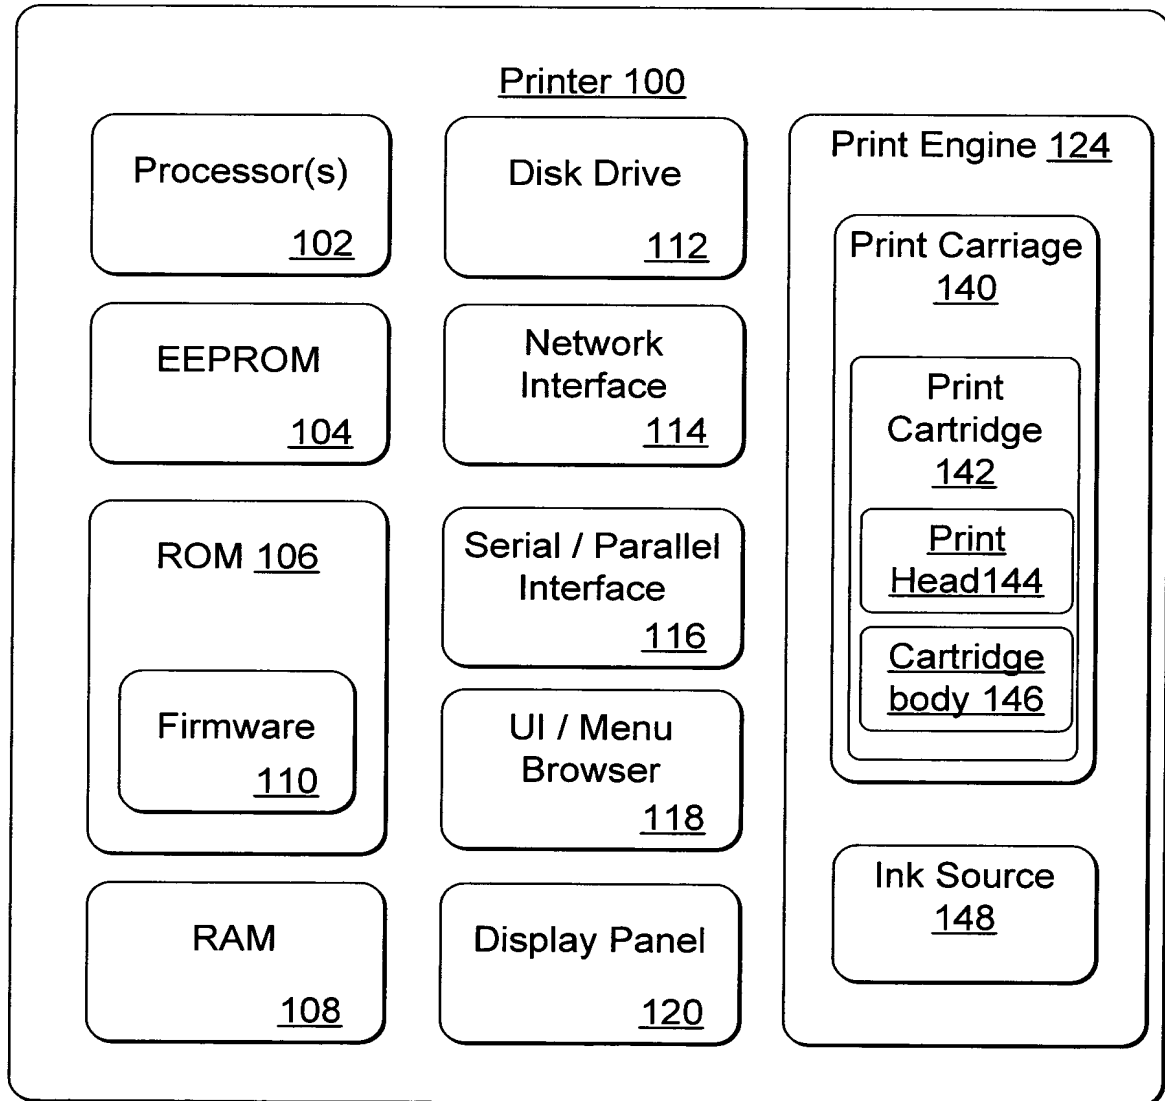 Printer 100
Processor(s)
102
EEPROM
104
ROM 106
Firmware
110
RAM
108
Disk Drive
112
Network
Interface
114
Serial / Parallel
Interface
116
UI / Menu
Browser
118
Display Panel
120
Print Engine 124
Print Carriage
140
Print
Cartridge
142
Print
Head144
Cartridge
body 146
Ink Source
148